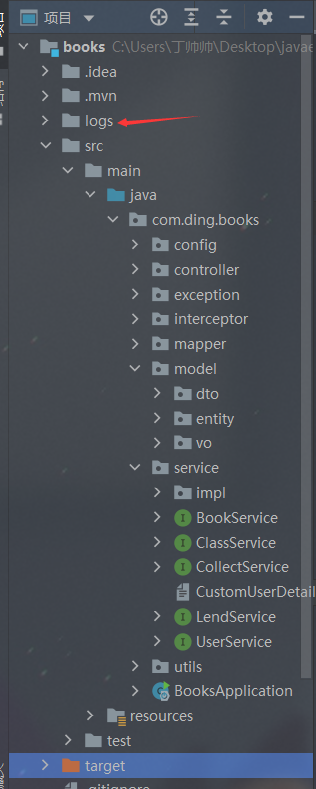 项目
books C:\Users\丁帅帅\Desktop\javae
.idea
.mvn
logs
src
main
java
com.ding.books
config
controller
exception
interceptor
mapper
model
dto
entity
vo
service
impl
BookService
ClassService
CollectService
CustomUserDetail
LendService
UserService
utils
BooksApplication
resources
test
target
.gitignore